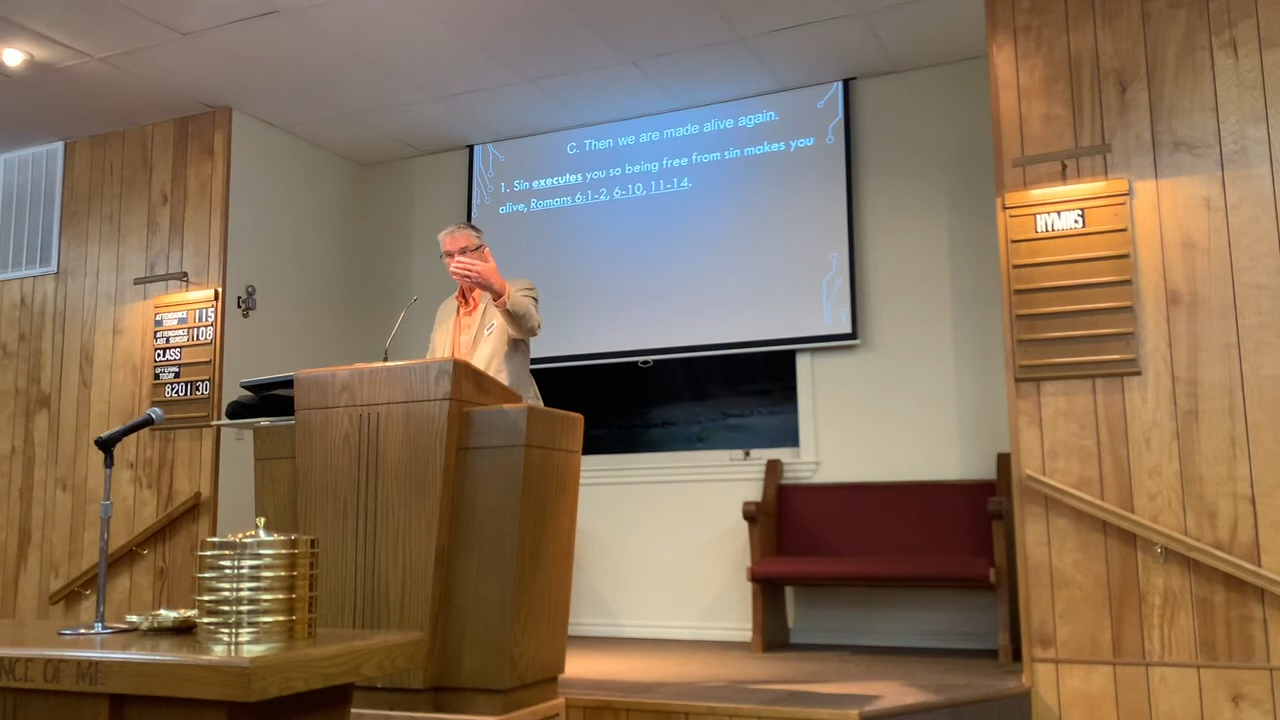 C. Then we are made alive again.
1. Sin executes you so being free from sin makes you
alive, Romans 6:1-2, 6-10, 11-14.
HYMNS
ATTENDANCE
TODAY 115
ATTENDANCE
LAST SUNDAY 108
CLASS
OFFERING
TODAY
8201 30
NCE OF ME